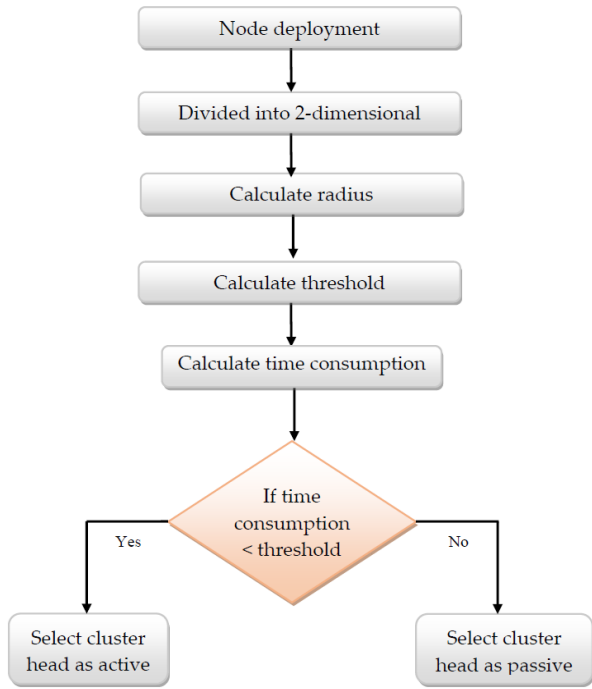 Node deployment
Divided into 2-dimensional
Calculate radius
Calculate threshold
Calculate time consumption
If time
consumption
< threshold
Yes
No
Select cluster
head as active
Select cluster
head as passive